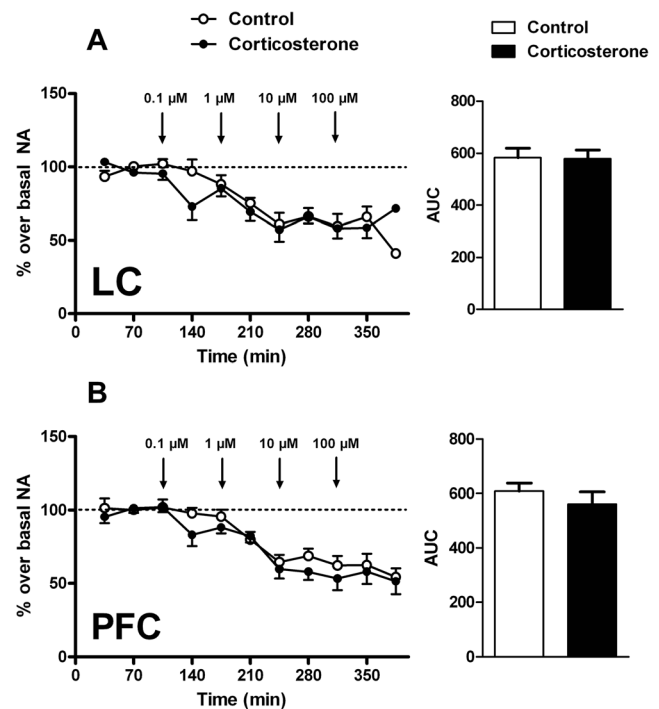 A
Control
Corticosterone
Control
Corticosterone
0.1 µM 1 µM 10 µM 100 µM
150
100
50
0
% over basal NA
LC
0 70 140 210 280 350
Time (min)
800
600
400
200
0
AUC
B
0.1 µM 1 µM 10 µM 100 µM
150
100
50
0
% over basal NA
PFC
0 70 140 210 280 350
Time (min)
800
600
400
200
0
AUC